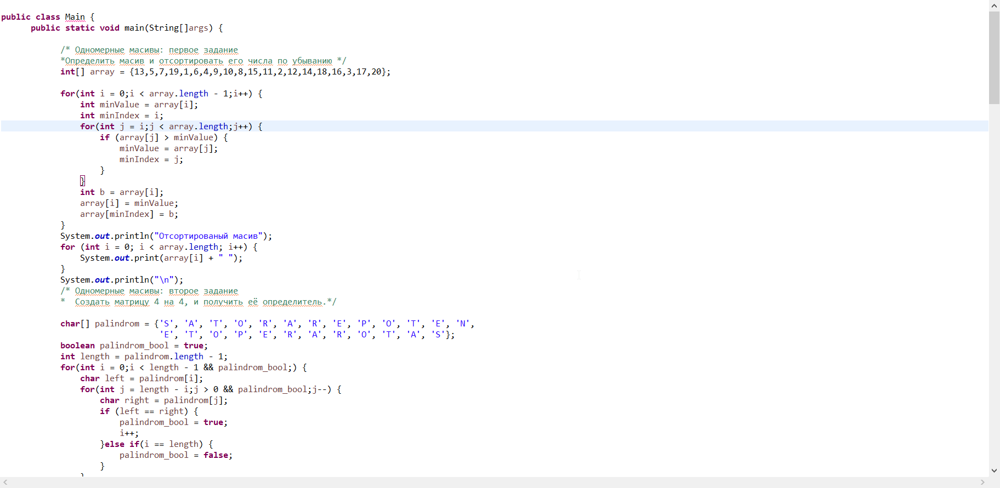 public class Main {
public static void main(String[]args) {
/* Одномерные масивы: первое задание
*Определить масив и отсортировать его числа по убыванию */
int[] array = {13,5,7,19,1,6,4,9,10,8,15,11,2,12,14,18,16,3,17,20};
for(int i = 0;i < array.length - 1;i++) {
int minValue = array[i];
int minIndex = i;
for(int j = i;j < array.length;j++) {
if (array[j] > minValue) {
minValue = array[j];
minIndex = j;
}
}
int b = array[i];
array[i] = minValue;
array[minIndex] = b;
}
System.out.println("Отсортированый масив");
for (int i = 0; i < array.length; i++) {
System.out.print(array[i] + " ");
}
System.out.println("\n");
/* Одномерные масивы: второе задание
*  Создать матрицу 4 на 4, и получить её определитель.*/
char[] palindrom = {'S', 'A', 'T', 'O', 'R', 'A', 'R', 'E', 'P', 'O', 'T', 'E', 'N',
'E', 'T', 'O', 'P', 'E', 'R', 'A', 'R', 'O', 'T', 'A', 'S'};
boolean palindrom_bool = true;
int length = palindrom.length - 1;
for(int i = 0;i < length - 1 && palindrom_bool;) {
char left = palindrom[i];
for(int j = length - i;j > 0 && palindrom_bool;j--) {
char right = palindrom[j];
if (left == right) {
palindrom_bool = true;
i++;
}else if(i == length) {
palindrom_bool = false;
}